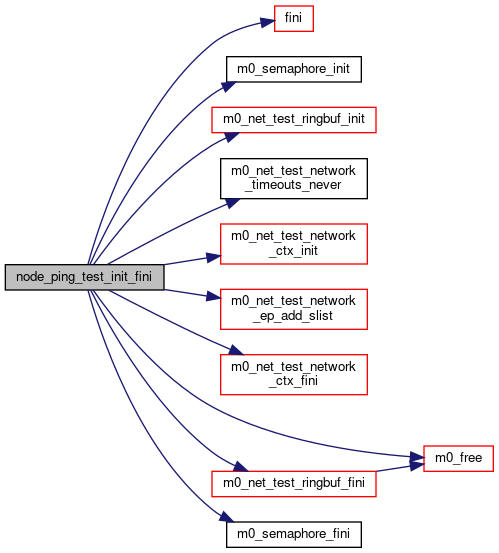 fini
m0_semaphore_init
m0_net_test_ringbuf_init
m0_net_test_network
_timeouts_never
m0_net_test_network
_ctx_init
node_ping_test_init_fini
m0_net_test_network
_ep_add_slist
m0_net_test_network
_ctx_fini
m0_free
m0_net_test_ringbuf_fini
m0_semaphore_fini